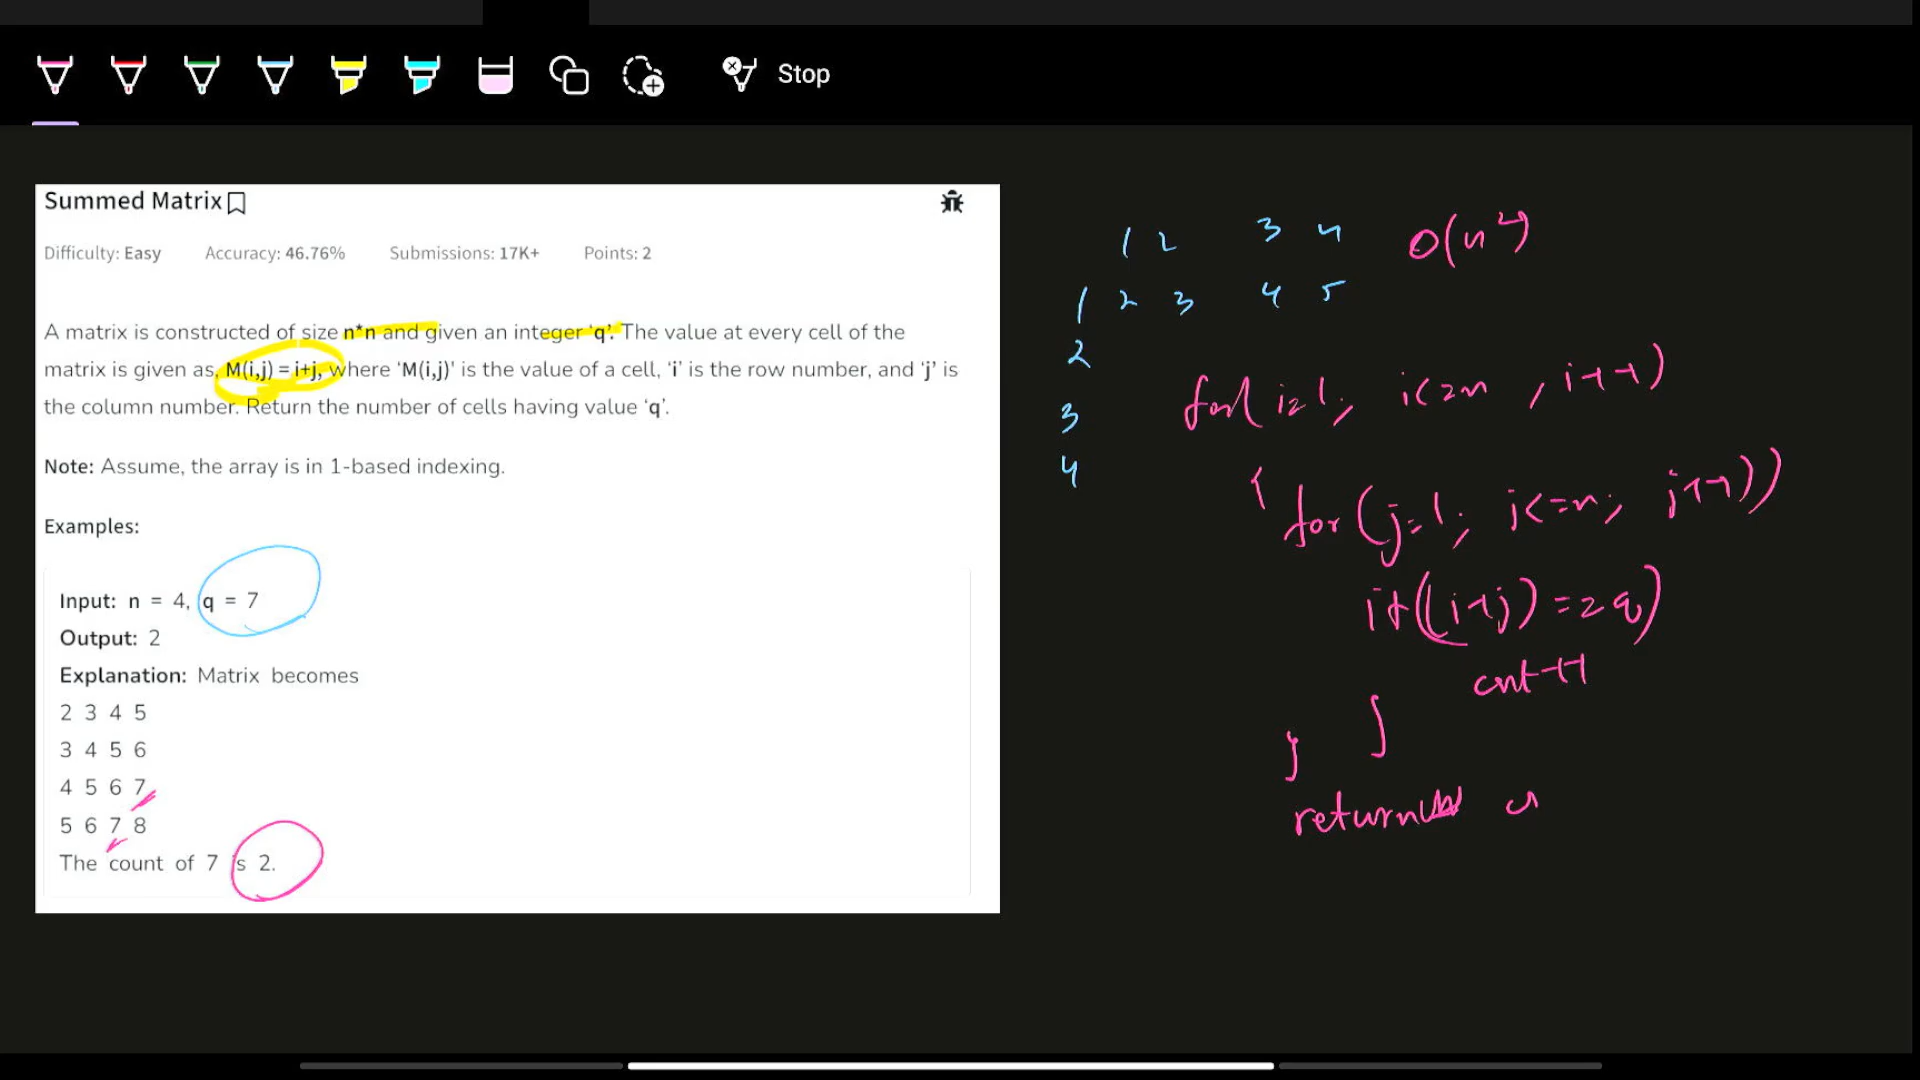 Stop
Summed Matrix
Difficulty: Easy Accuracy: 46.76% Submissions: 17K+ Points: 2
A matrix is constructed of size n*n and given an integer ‘q’. The value at every cell of the
matrix is given as, M(i,j) = i+j, where ‘M(i,j)' is the value of a cell, ‘i’ is the row number, and ‘j’ is
the column number. Return the number of cells having value ‘q’.
Note: Assume, the array is in 1-based indexing.
Examples:
Input: n = 4, q = 7
Output: 2
Explanation: Matrix becomes
2 3 4 5
3 4 5 6
4 5 6 7
5 6 7 8
The count of 7 is 2.
1 2 3 4
1 2 3 4 5
2
3
4
O(n²)
for( i=1; i<=n , i++)
{ for (j=1; j<=n; j++))
if((i+j) ==q)
cnt++
}
}
return